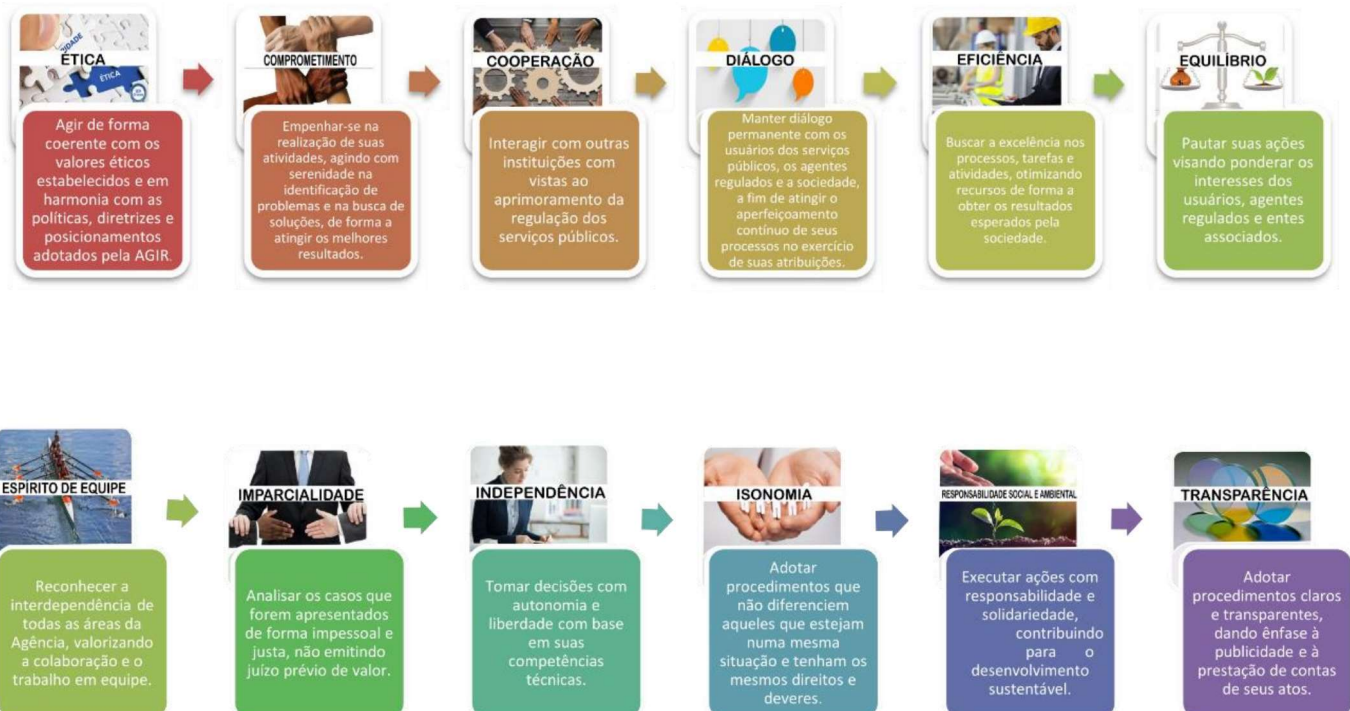 ÉTICA
ÉTICA
Agir de forma
coerente com os
valores éticos
estabelecidos e em
harmonia com as
políticas, diretrizes e
posicionamentos
adotados pela AGIR.
COMPROMETIMENTO
Empenhar-se na
realização de suas
atividades, agindo com
serenidade na
identificação de
problemas e na busca de
soluções, de forma a
atingir os melhores
resultados.
COOPERAÇÃO
Interagir com outras
instituições com
vistas ao
aprimoramento da
regulação dos
serviços públicos.
DIÁLOGO
Manter diálogo
permanente com os
usuários dos serviços
públicos, os agentes
regulados e a sociedade,
a fim de atingir o
aperfeiçoamento
contínuo de seus
processos no exercício
de suas atribuições.
EFICIÊNCIA
Buscar a excelência nos
processos, tarefas e
atividades, otimizando
recursos de forma a
obter os resultados
esperados pela
sociedade.
EQUILÍBRIO
Pautar suas ações
visando ponderar os
interesses dos
usuários, agentes
regulados e entes
associados.
ESPIRITO DE EQUIPE
Reconhecer a
interdependência de
todas as áreas da
Agência, valorizando
a colaboração e o
trabalho em equipe.
IMPARCIALIDADE
Analisar os casos que
forem apresentados
de forma impessoal e
justa, não emitindo
juízo prévio de valor.
INDEPENDÊNCIA
Tomar decisões com
autonomia e
liberdade com base
em suas
competências
técnicas.
ISONOMIA
Adotar
procedimentos que
não diferenciem
aqueles que estejam
numa mesma
situação e tenham os
mesmos direitos e
deveres.
RESPONSABILIDADE SOCIAL E AMBIENTAL
Executar ações com
responsabilidade e
solidariedade,
contribuindo
para o
desenvolvimento
sustentável.
TRANSPARÊNCIA
Adotar
procedimentos claros
e transparentes,
dando ênfase à
publicidade e à
prestação de contas
de seus atos.